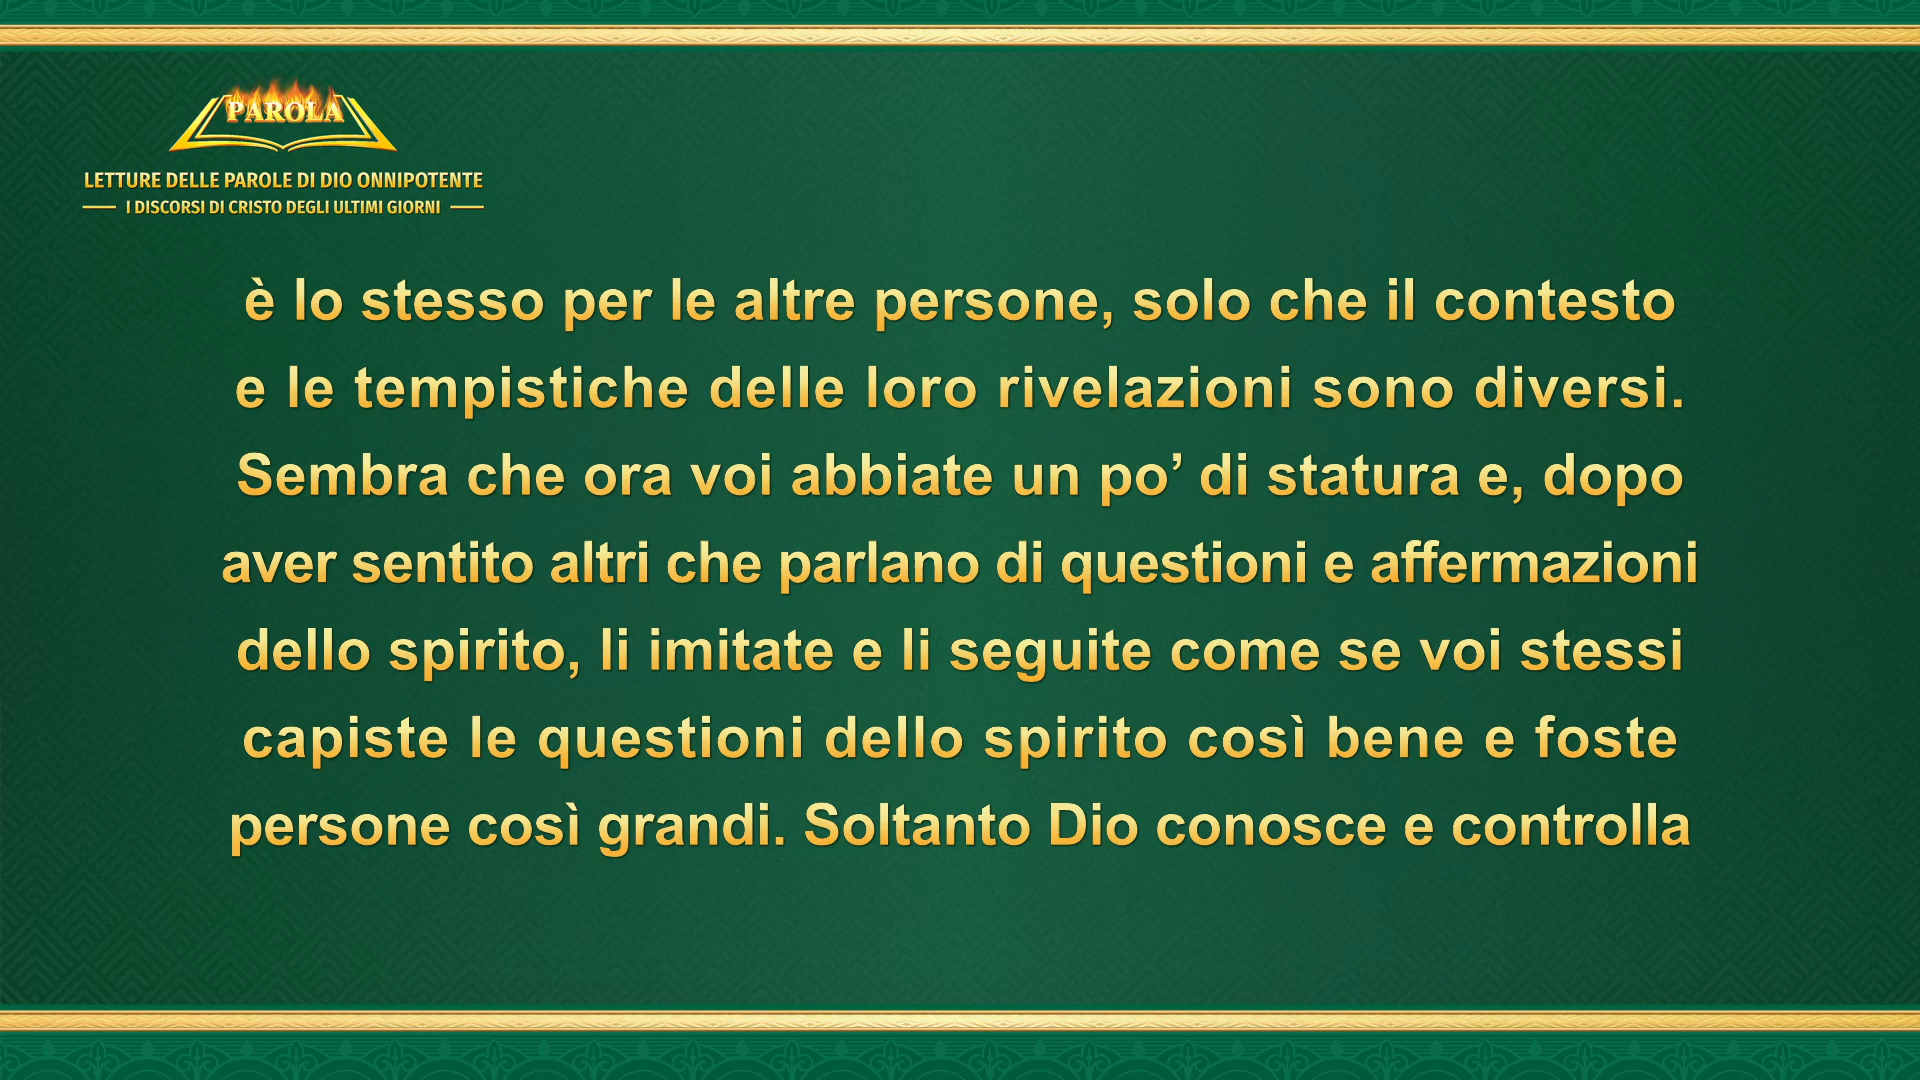 PAROLA
LETTURE DELLE PAROLE DI DIO ONNIPOTENTE
I DISCORSI DI CRISTO DEGLI ULTIMI GIORNI
è lo stesso per le altre persone, solo che il contesto
e le tempistiche delle loro rivelazioni sono diversi.
Sembra che ora voi abbiate un po’ di statura e, dopo
aver sentito altri che parlano di questioni e affermazioni
dello spirito, li imitate e li seguite come se voi stessi
capiste le questioni dello spirito così bene e foste
persone così grandi. Soltanto Dio conosce e controlla